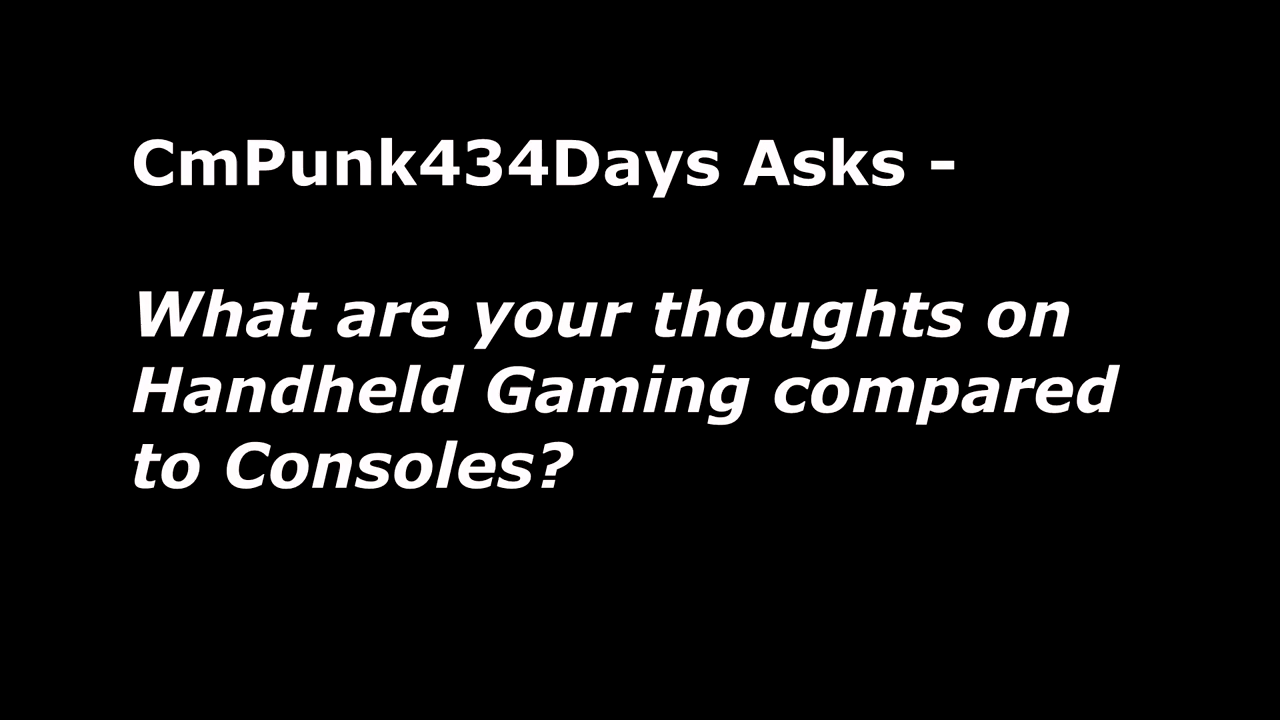 CmPunk434Days Asks -
What are your thoughts on
Handheld Gaming compared
to Consoles?